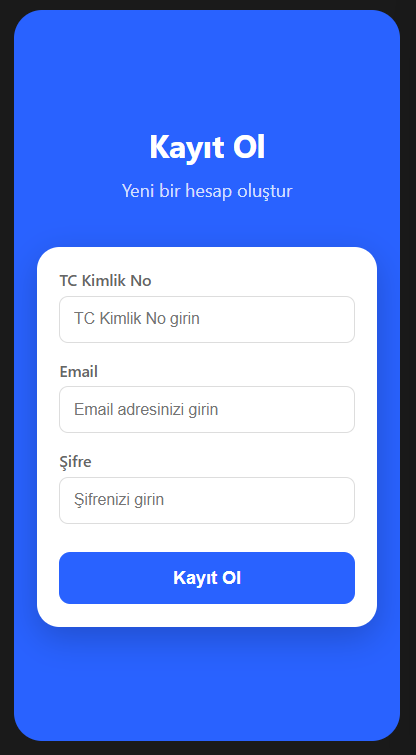 Kayıt Ol
Yeni bir hesap oluştur
TC Kimlik No
TC Kimlik No girin
Email
Email adresinizi girin
Şifre
Şifrenizi girin
Kayıt Ol